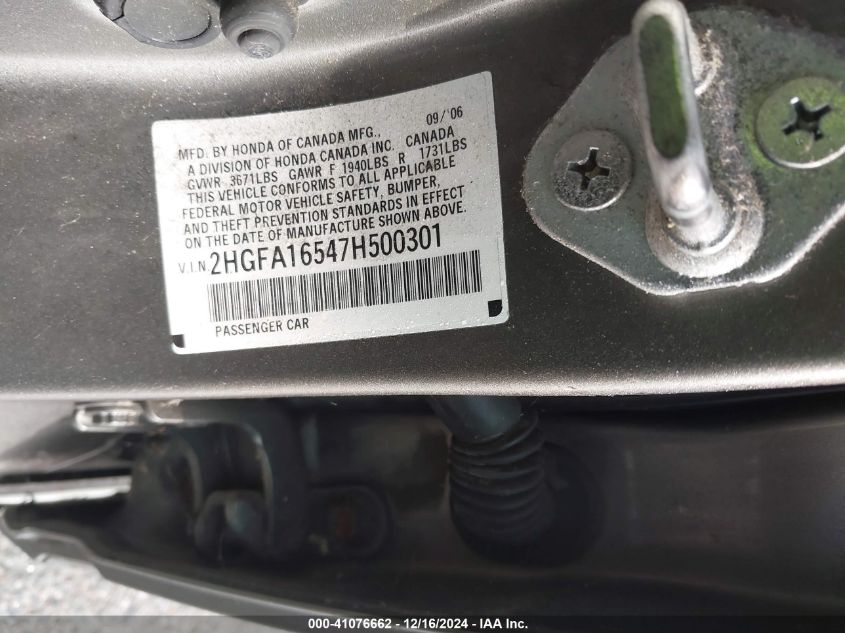 09/'06
MFD. BY HONDA OF CANADA MFG., CANADA
A DIVISION OF HONDA CANADA INC.
GVWR 3671LBS GAWR F 1940LBS R 1731LBS
THIS VEHICLE CONFORMS TO ALL APPLICABLE
FEDERAL MOTOR VEHICLE SAFETY, BUMPER,
AND THEFT PREVENTION STANDARDS IN EFFECT
ON THE DATE OF MANUFACTURE SHOWN ABOVE.
V.I.N. 2HGFA16547H500301
PASSENGER CAR
000-41076662 - 12/16/2024 - IAA Inc.